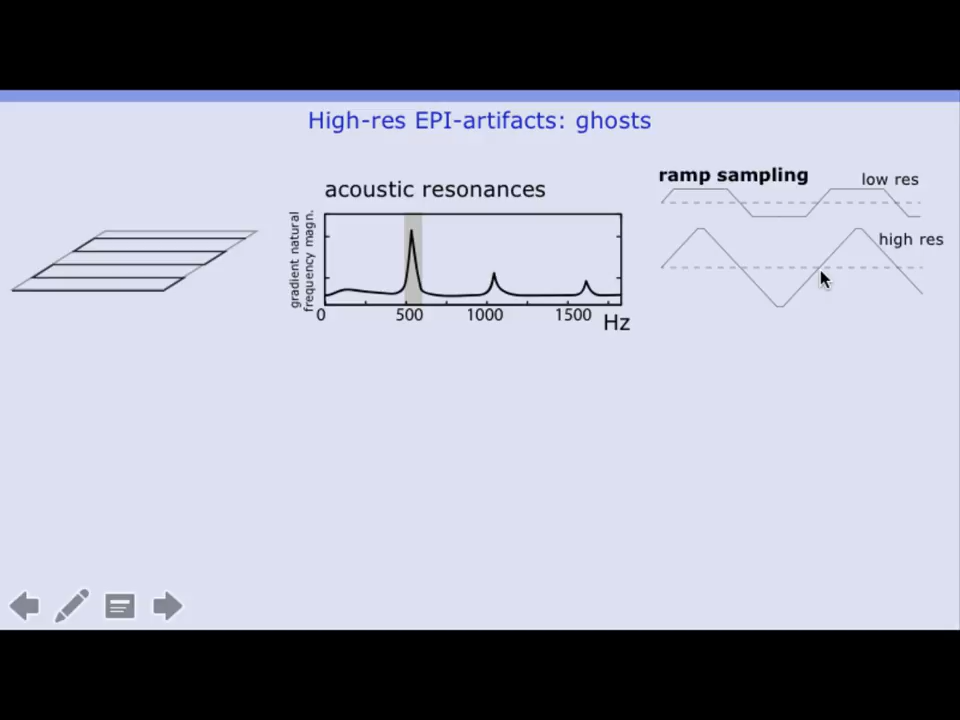 High-res EPI-artifacts: ghosts
acoustic resonances
gradient natural
frequency magn.
0 500 1000 1500 Hz
ramp sampling
low res
high res